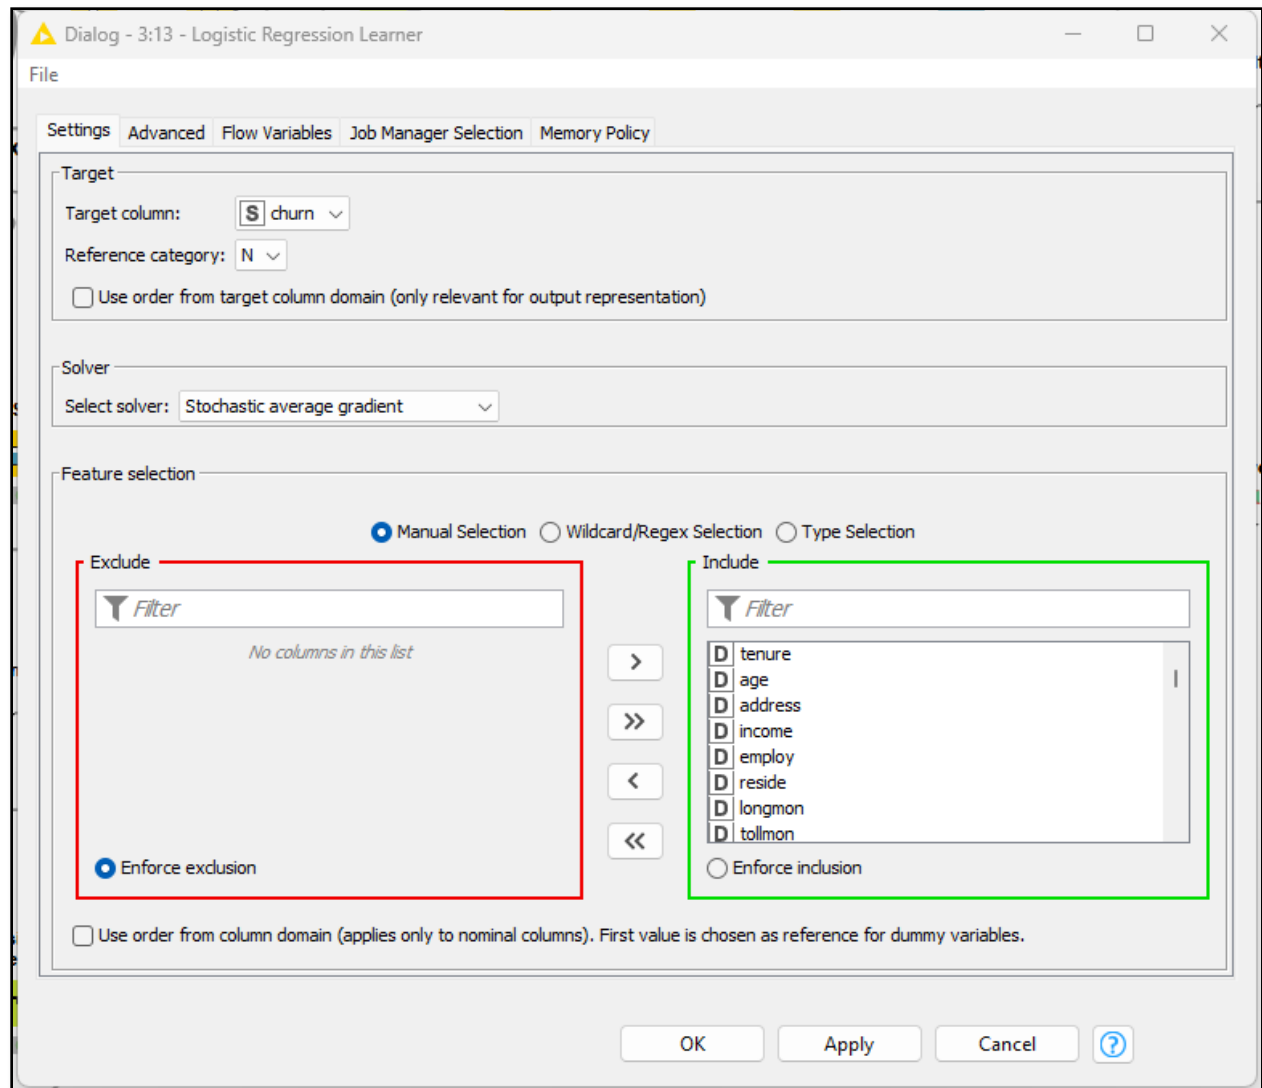 Dialog - 3:13 - Logistic Regression Learner
File
Settings Advanced Flow Variables Job Manager Selection Memory Policy
Target
Target column: S churn
Reference category: N
Use order from target column domain (only relevant for output representation)
Solver
Select solver: Stochastic average gradient
Feature selection
Manual Selection Wildcard/Regex Selection Type Selection
Exclude
Filter
No columns in this list
Enforce exclusion
>
>>
<
<<
Include
Filter
D tenure
D age
D address
D income
D employ
D reside
D longmon
D tollmon
Enforce inclusion
Use order from column domain (applies only to nominal columns). First value is chosen as reference for dummy variables.
OK Apply Cancel ?